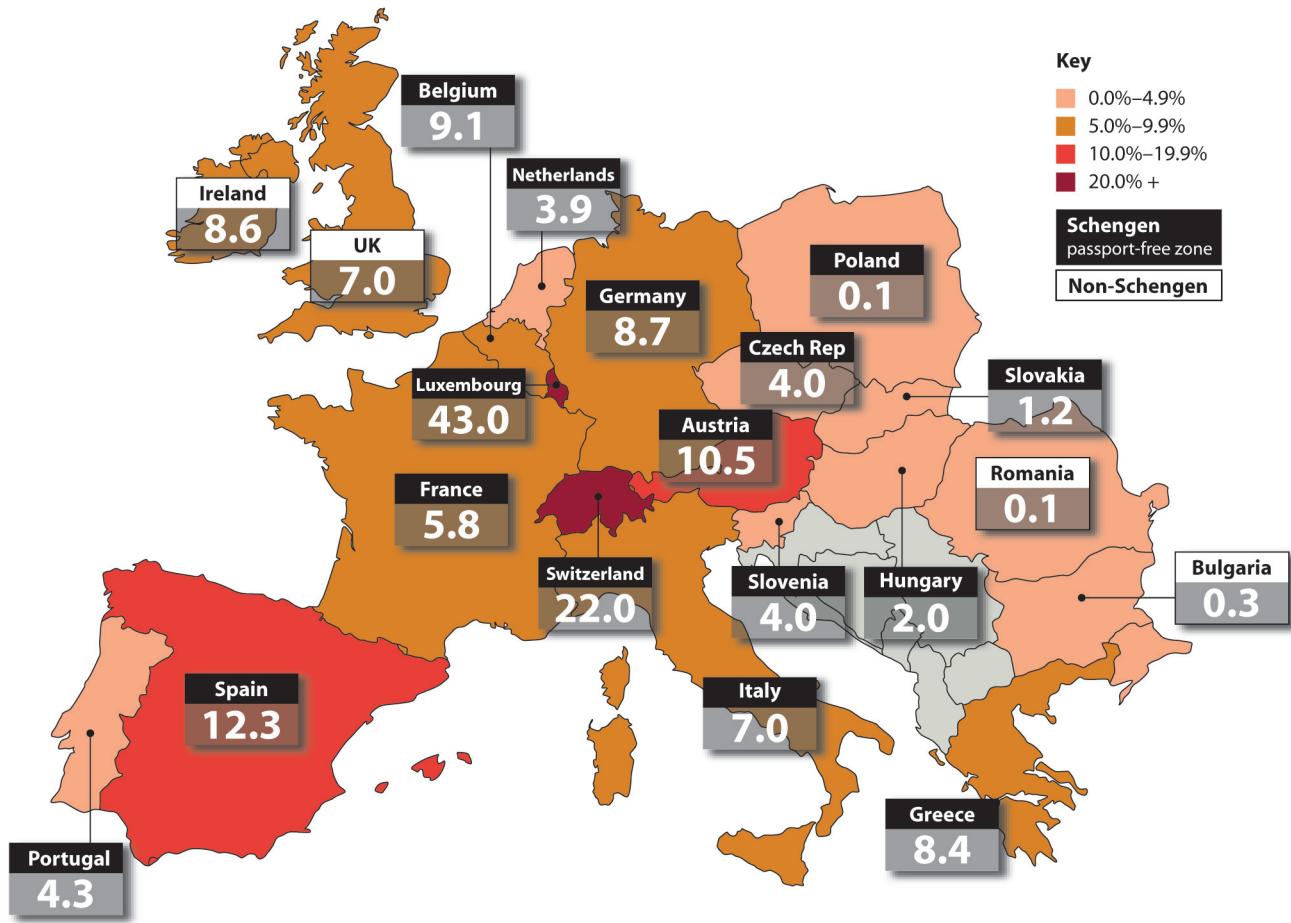 Key
0.0%–4.9%
5.0%–9.9%
10.0%–19.9%
20.0% +
Schengen
passport-free zone
Non-Schengen
Belgium
9.1
Netherlands
3.9
Ireland
8.6
UK
7.0
Germany
8.7
Poland
0.1
Czech Rep
4.0
Slovakia
1.2
Luxembourg
43.0
Austria
10.5
France
5.8
Romania
0.1
Switzerland
22.0
Slovenia
4.0
Hungary
2.0
Bulgaria
0.3
Spain
12.3
Italy
7.0
Greece
8.4
Portugal
4.3